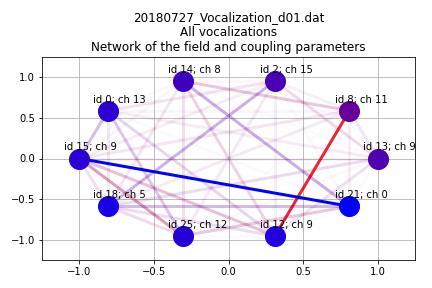 20180727_Vocalization_d01.dat
All vocalizations
Network of the field and coupling parameters
1.0
0.5
0.0
−0.5
−1.0
id 14; ch 8
id 2; ch 15
id 0; ch 13
id 8; ch 11
id 15; ch 9
id 13; ch 9
id 18; ch 5
id 21; ch 0
id 25; ch 12
id 12; ch 9
−1.0
−0.5
0.0
0.5
1.0